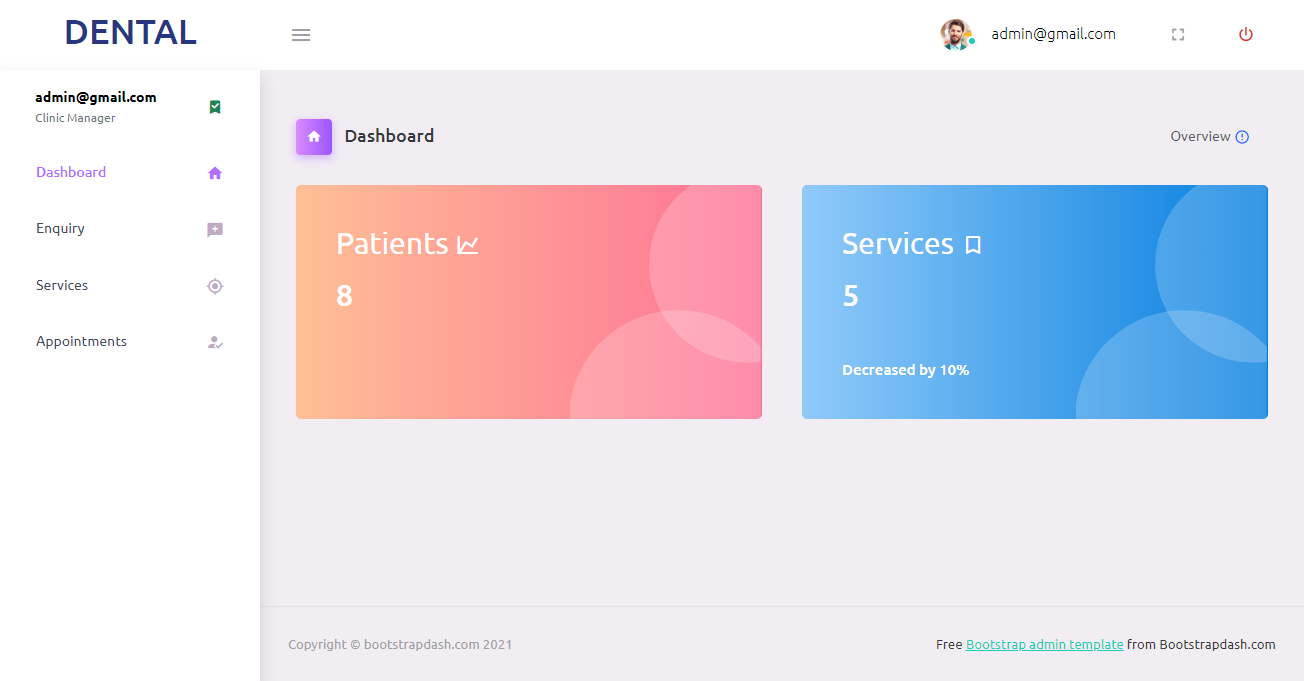 DENTAL
admin@gmail.com
admin@gmail.com
Clinic Manager
Dashboard
Enquiry
Services
Appointments
Dashboard
Overview
Patients
8
Services
5
Decreased by 10%
Copyright © bootstrapdash.com 2021
Free Bootstrap admin template from Bootstrapdash.com